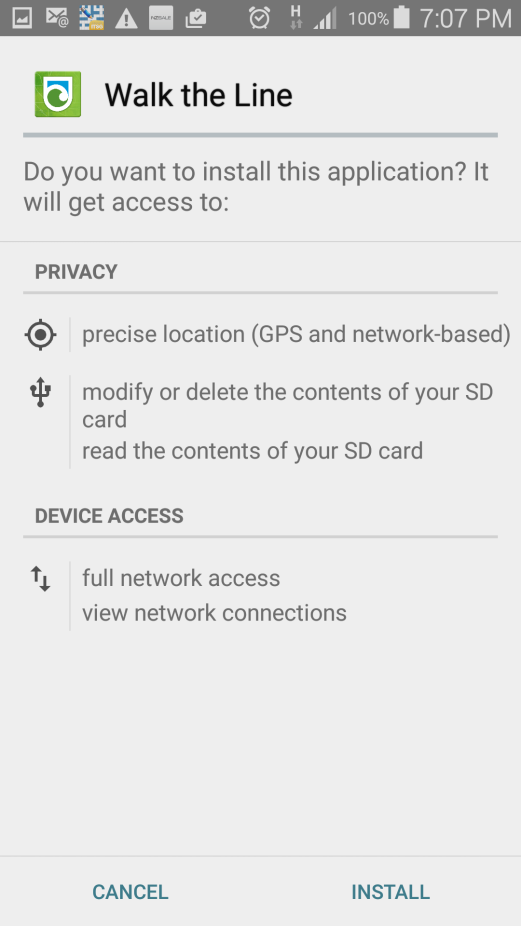 H 100% 7:07 PM
Walk the Line
Do you want to install this application? It
will get access to:
PRIVACY
precise location (GPS and network-based)
modify or delete the contents of your SD
card
read the contents of your SD card
DEVICE ACCESS
full network access
view network connections
CANCEL INSTALL